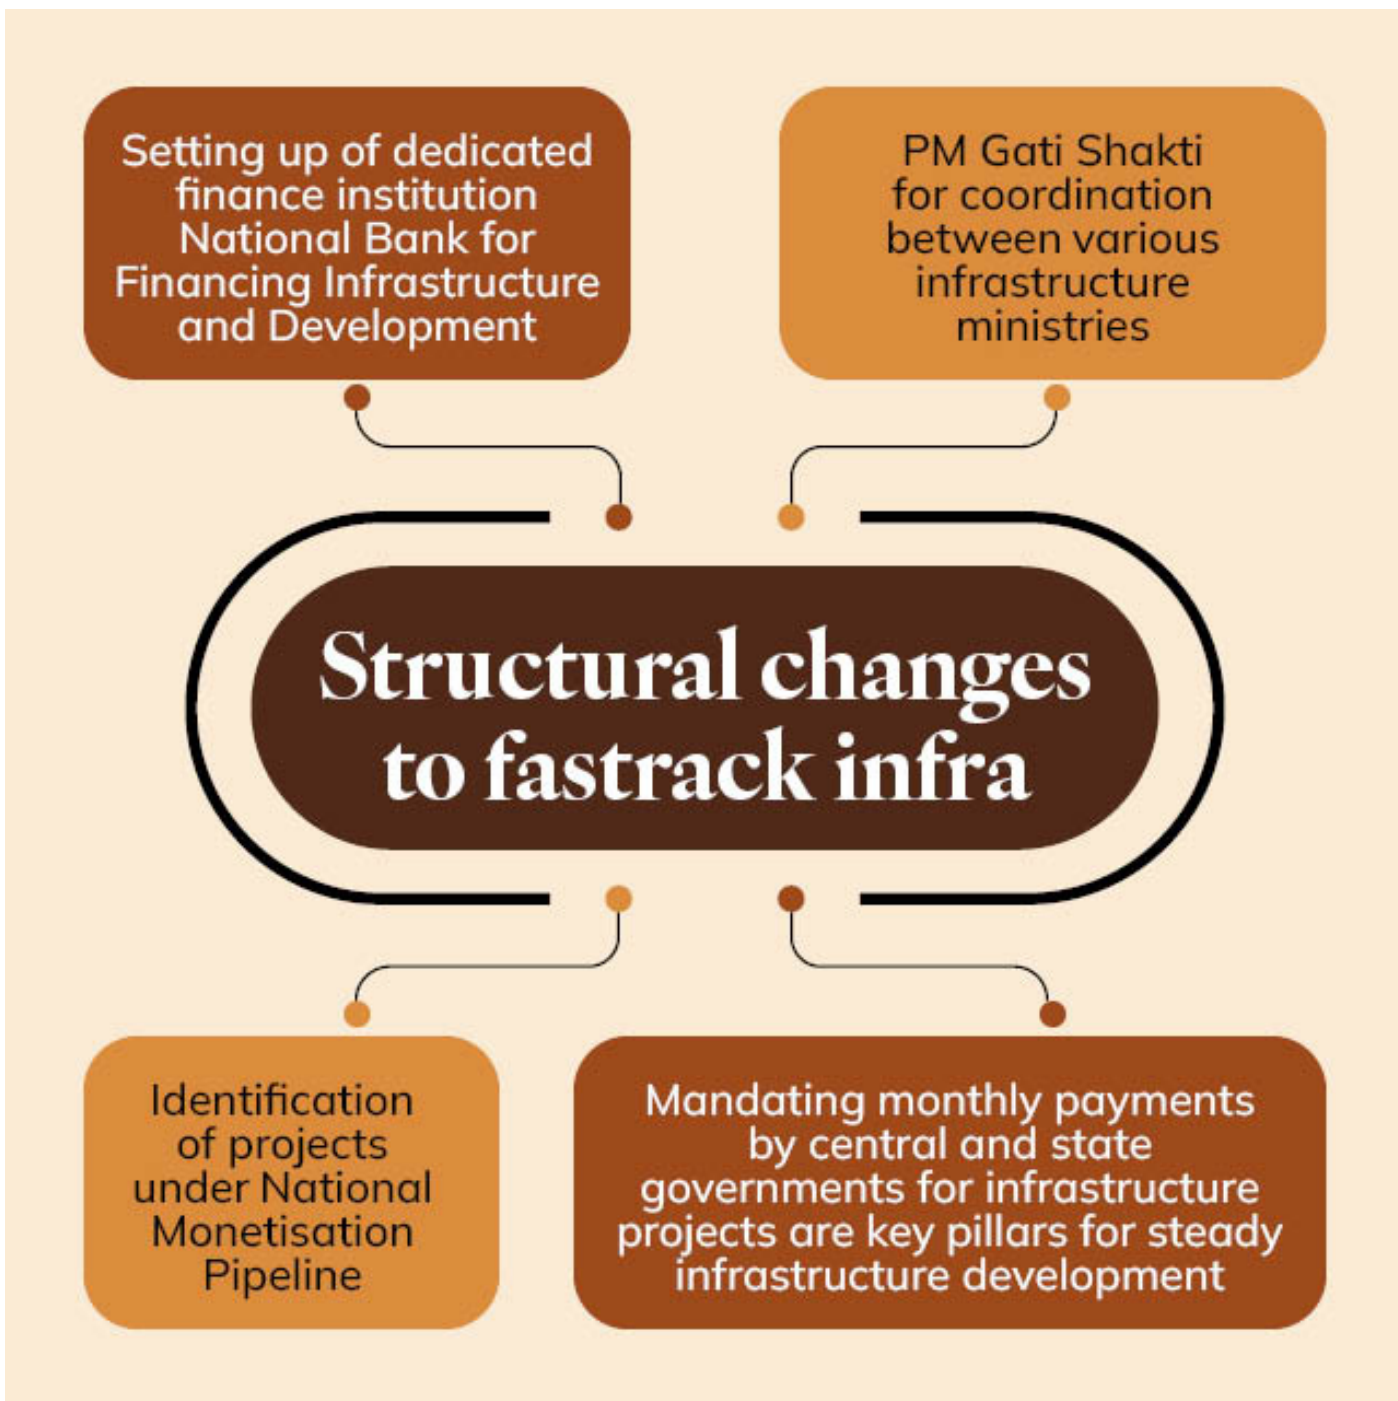 Setting up of dedicated
finance institution
National Bank for
Financing Infrastructure
and Development
PM Gati Shakti
for coordination
between various
infrastructure
ministries
Structural changes
to fastrack infra
Identification
of projects
under National
Monetisation
Pipeline
Mandating monthly payments
by central and state
governments for infrastructure
projects are key pillars for steady
infrastructure development